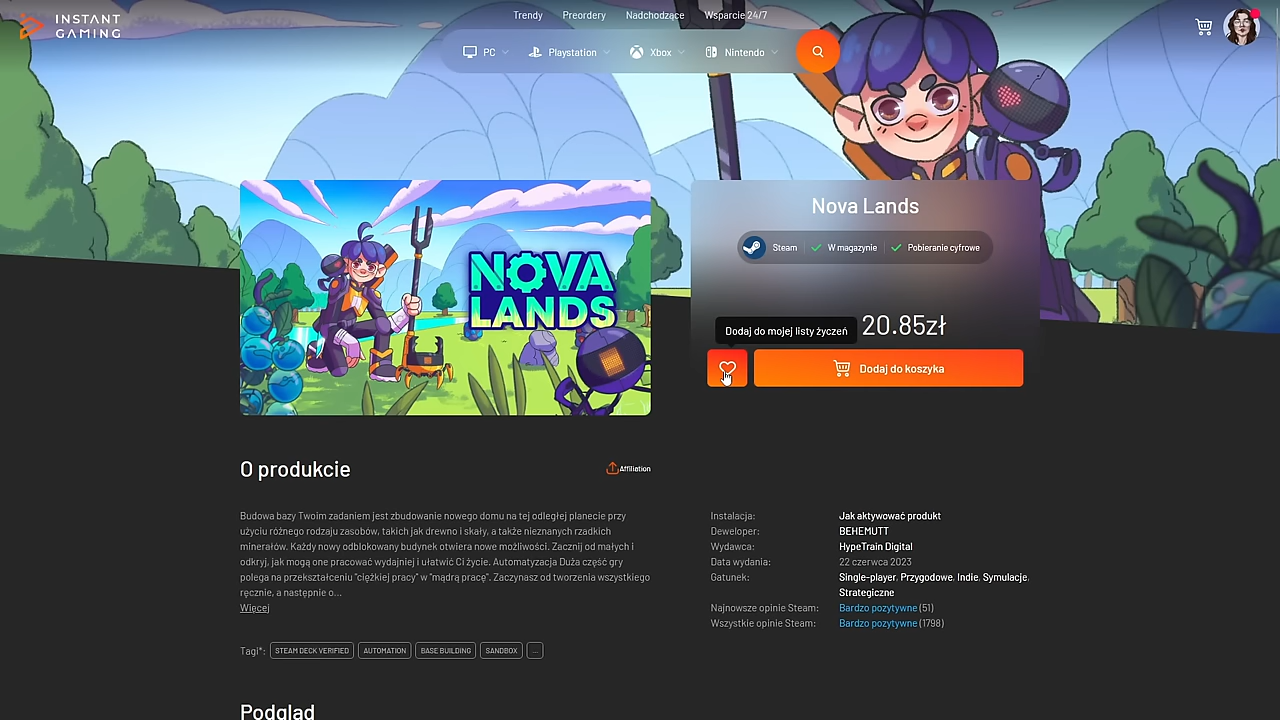 INSTANT
GAMING
Trendy Preordery Nadchodzące Wsparcie 24/7
PC Playstation Xbox Nintendo
NOVA
LANDS
Nova Lands
Steam W magazynie Pobieranie cyfrowe
Dodaj do mojej listy życzeń 20.85zł
Dodaj do koszyka
O produkcie
Affiliation
Budowa bazy Twoim zadaniem jest zbudowanie nowego domu na tej odległej planecie przy
użyciu różnego rodzaju zasobów, takich jak drewno i skały, a także nieznanych rzadkich
minerałów. Każdy nowy odblokowany budynek otwiera nowe możliwości. Zacznij od małych i
odkryj, jak mogą one pracować wydajniej i ułatwić Ci życie. Automatyzacja Duża część gry
polega na przekształceniu "ciężkiej pracy" w "mądrą pracę". Zaczynasz od tworzenia wszystkiego
ręcznie, a następnie o...
Więcej
Tagi*: STEAM DECK VERIFIED AUTOMATION BASE BUILDING SANDBOX ...
Instalacja: Jak aktywować produkt
Deweloper: BEHEMUTT
Wydawca: HypeTrain Digital
Data wydania: 22 czerwca 2023
Gatunek: Single-player, Przygodowe, Indie, Symulacje,
Strategiczne
Najnowsze opinie Steam: Bardzo pozytywne (51)
Wszystkie opinie Steam: Bardzo pozytywne (1798)
Podgląd